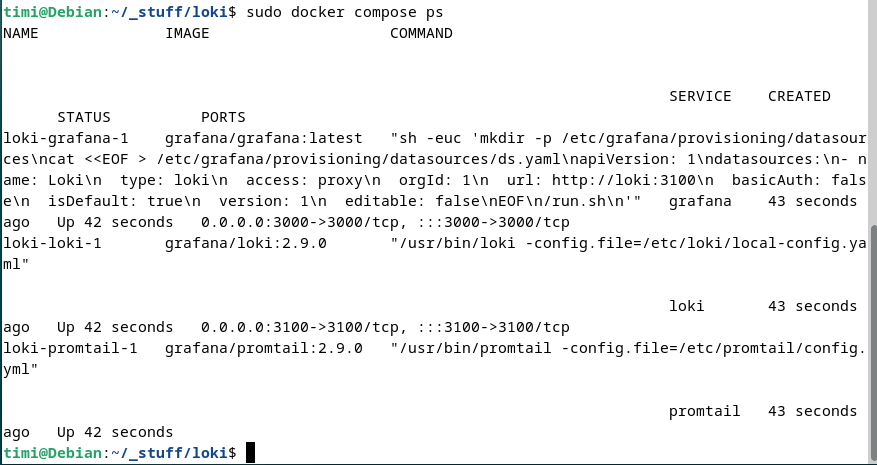 timi@Debian:~/_stuff/loki$ sudo docker compose ps
NAME              IMAGE                    COMMAND
SERVICE    CREATED
STATUS          PORTS
loki-grafana-1    grafana/grafana:latest   "sh -euc 'mkdir -p /etc/grafana/provisioning/datasour
ces\ncat <<EOF > /etc/grafana/provisioning/datasources/ds.yaml\napiVersion: 1\ndatasources:\n- n
ame: Loki\n  type: loki\n  access: proxy\n  orgId: 1\n  url: http://loki:3100\n  basicAuth: fals
e\n  isDefault: true\n  version: 1\n  editable: false\nEOF\n/run.sh\n'"   grafana    43 seconds
ago   Up 42 seconds   0.0.0.0:3000->3000/tcp, :::3000->3000/tcp
loki-loki-1       grafana/loki:2.9.0       "/usr/bin/loki -config.file=/etc/loki/local-config.ya
ml"
loki       43 seconds
ago   Up 42 seconds   0.0.0.0:3100->3100/tcp, :::3100->3100/tcp
loki-promtail-1   grafana/promtail:2.9.0   "/usr/bin/promtail -config.file=/etc/promtail/config.
yml"
promtail   43 seconds
ago   Up 42 seconds
timi@Debian:~/_stuff/loki$